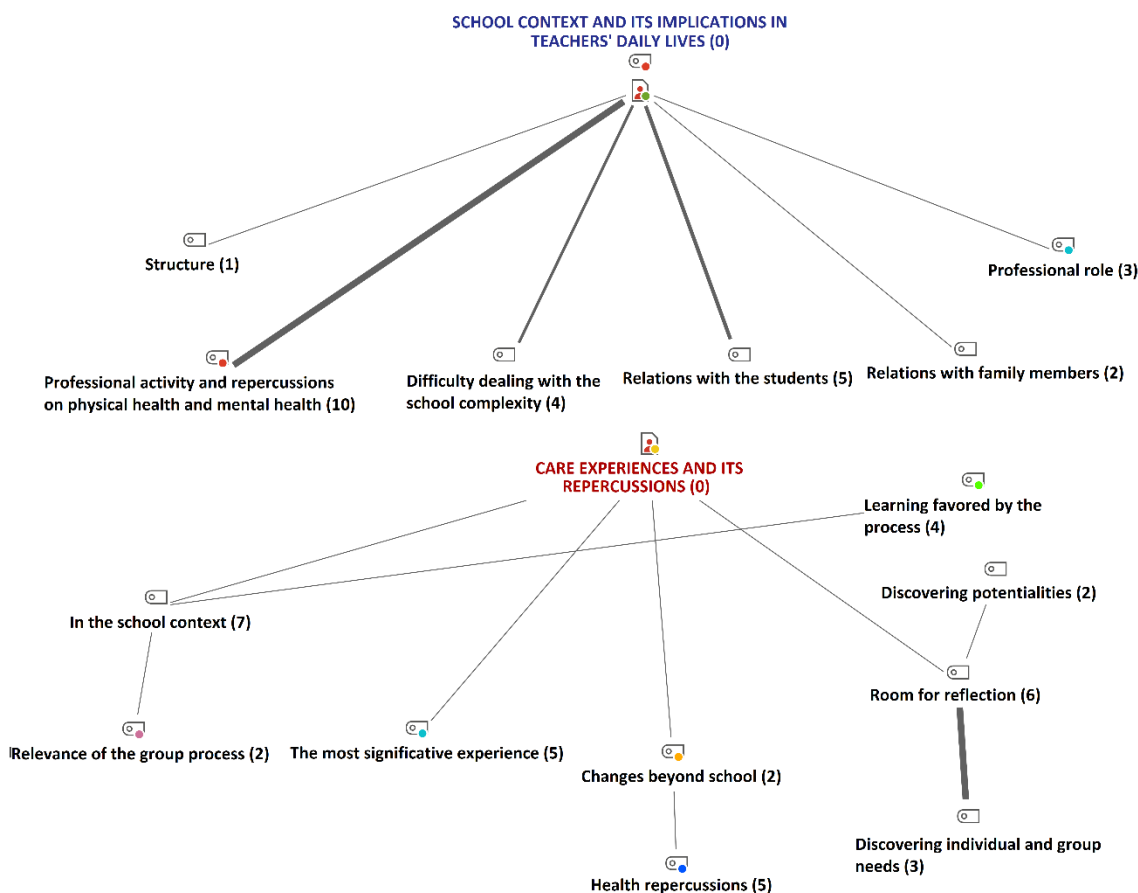 SCHOOL CONTEXT AND ITS IMPLICATIONS IN
TEACHERS' DAILY LIVES (0)
Structure (1)
Professional role (3)
Professional activity and repercussions
on physical health and mental health (10)
Difficulty dealing with the
school complexity (4)
Relations with the students (5)
Relations with family members (2)
CARE EXPERIENCES AND ITS
REPERCUSSIONS (0)
Learning favored by the
process (4)
Discovering potentialities (2)
In the school context (7)
Room for reflection (6)
Relevance of the group process (2)
The most significative experience (5)
Changes beyond school (2)
Discovering individual and group
needs (3)
Health repercussions (5)